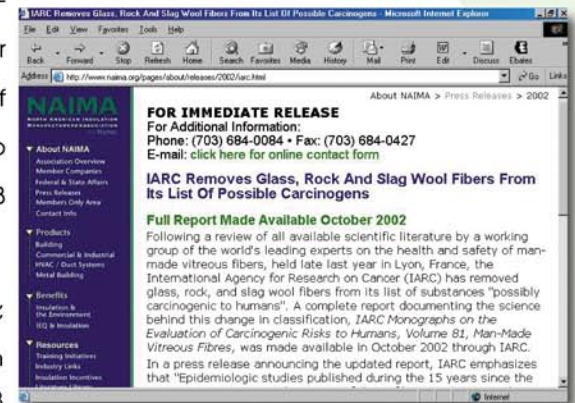 IARC Removes Glass, Rock And Slag Wool Fibers From Its List Of Possible Carcinogens - Microsoft Internet Explorer
File Edit View Favorites Tools Help
Back Forward Stop Refresh Home Search Favorites Media History Mail Print Edit Discuss Ebates
Address http://www.naima.org/pages/about/releases/2002/iarc.html Go Links
NAIMA
NORTH AMERICAN INSULATION
MANUFACTURERS ASSOCIATION
About NAIMA
Association Overview
Member Companies
Federal & State Affairs
Press Releases
Members Only Area
Contact Info
Products
Building
Commercial & Industrial
HVAC / Duct Systems
Metal Building
Benefits
Insulation &
the Environment
IEQ & Insulation
Resources
Training Initiatives
Industry Links
Insulation Incentives
Literature Library
About NAIMA > Press Releases > 2002
FOR IMMEDIATE RELEASE
For Additional Information:
Phone: (703) 684-0084 • Fax: (703) 684-0427
E-mail: click here for online contact form
IARC Removes Glass, Rock And Slag Wool Fibers From
Its List Of Possible Carcinogens
Full Report Made Available October 2002
Following a review of all available scientific literature by a working
group of the world's leading experts on the health and safety of man-
made vitreous fibers, held late last year in Lyon, France, the
International Agency for Research on Cancer (IARC) has removed
glass, rock, and slag wool fibers from its list of substances "possibly
carcinogenic to humans". A complete report documenting the science
behind this change in classification, IARC Monographs on the
Evaluation of Carcinogenic Risks to Humans, Volume 81, Man-Made
Vitreous Fibres, was made available in October 2002 through IARC.
In a press release announcing the updated report, IARC emphasizes
that "Epidemiologic studies published during the 15 years since the
Internet